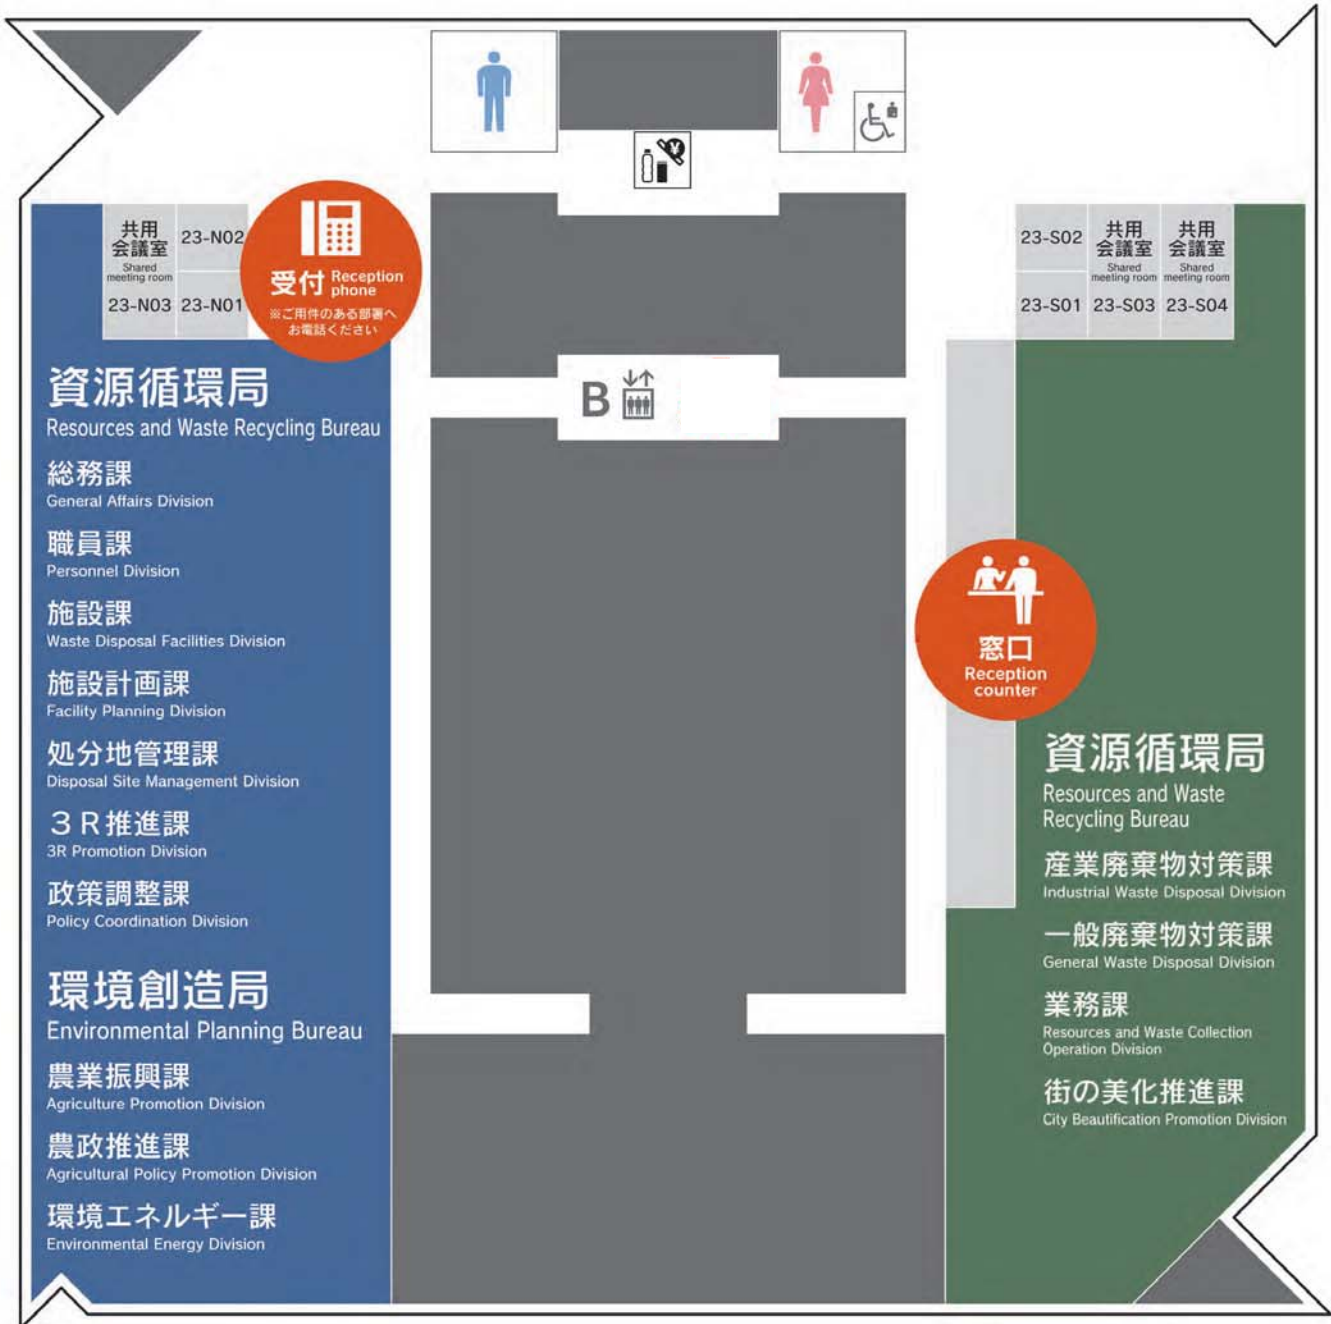 共用
会議室
Shared
meeting room
23-N03
23-N02
23-N01
受付 Reception
phone
※ご用件のある部署へ
お電話ください
¥
B
23-S02
23-S01
共用
会議室
Shared
meeting room
23-S03
共用
会議室
Shared
meeting room
23-S04
資源循環局
Resources and Waste Recycling Bureau
総務課
General Affairs Division
職員課
Personnel Division
施設課
Waste Disposal Facilities Division
施設計画課
Facility Planning Division
処分地管理課
Disposal Site Management Division
３Ｒ推進課
3R Promotion Division
政策調整課
Policy Coordination Division
環境創造局
Environmental Planning Bureau
農業振興課
Agriculture Promotion Division
農政推進課
Agricultural Policy Promotion Division
環境エネルギー課
Environmental Energy Division
窓口
Reception
counter
資源循環局
Resources and Waste
Recycling Bureau
産業廃棄物対策課
Industrial Waste Disposal Division
一般廃棄物対策課
General Waste Disposal Division
業務課
Resources and Waste Collection
Operation Division
街の美化推進課
City Beautification Promotion Division